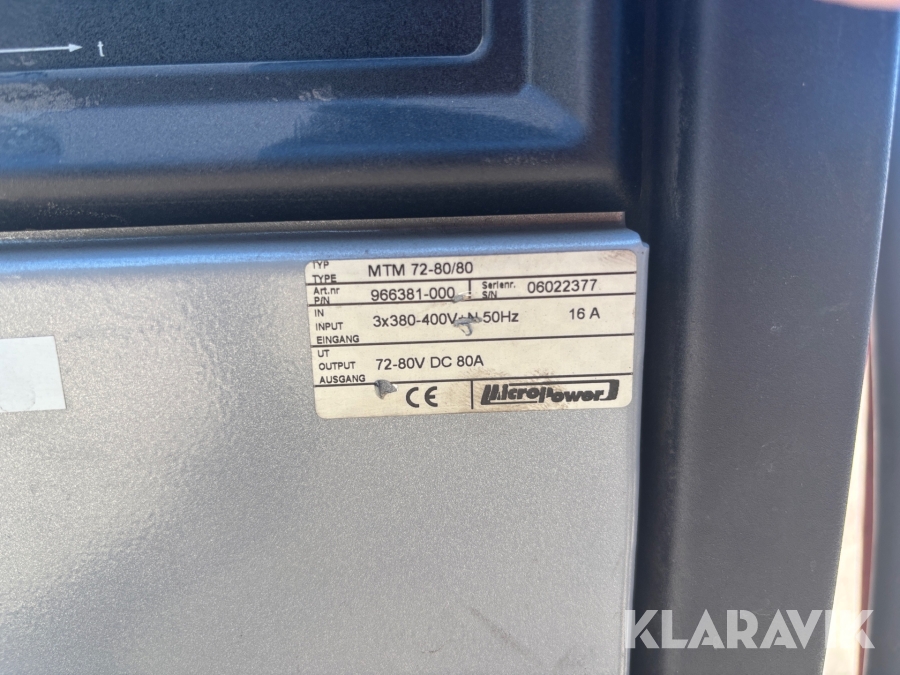 t
TYP
TYPE
MTM 72-80/80
Art.nr
P/N
966381-000
Serienr.
S/N
06022377
IN
INPUT
EINGANG
3x380-400V+N 50Hz 16 A
UT
OUTPUT
AUSGANG
72-80V DC 80A
CE
MicroPower
KLARAVIK